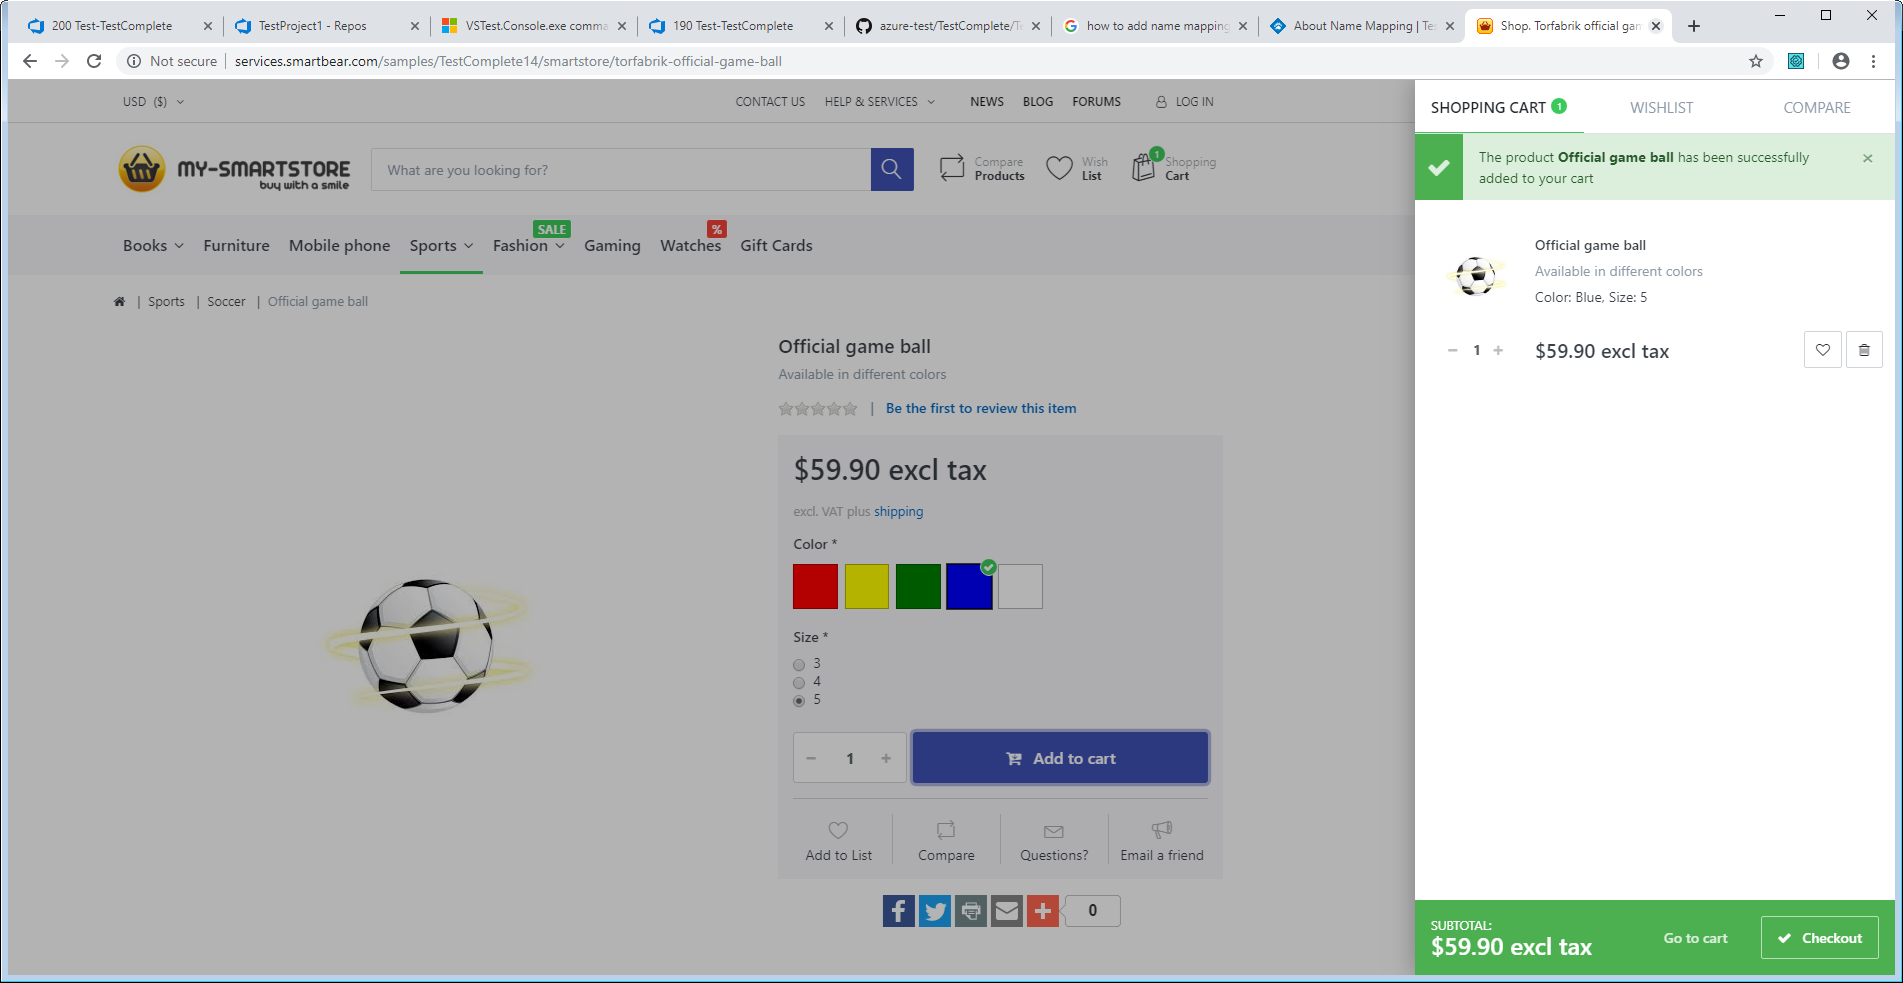 200 Test-TestComplete
TestProject1 - Repos
VSTest.Console.exe comma
190 Test-TestComplete
azure-test/TestComplete/Te
how to add name mapping
About Name Mapping | Tes
Shop. Torfabrik official gam
Not secure
services.smartbear.com/samples/TestComplete14/smartstore/torfabrik-official-game-ball
USD ($)
CONTACT US
HELP & SERVICES
NEWS
BLOG
FORUMS
LOG IN
MY-SMARTSTORE
buy with a smile
What are you looking for?
Compare
Products
Wish
List
1
Shopping
Cart
SALE
%
Books
Furniture
Mobile phone
Sports
Fashion
Gaming
Watches
Gift Cards
| Sports | Soccer | Official game ball
Official game ball
Available in different colors
| Be the first to review this item
$59.90 excl tax
excl. VAT plus shipping
Color *
Size *
3
4
5
− 1 +
Add to cart
Add to List
Compare
Questions?
Email a friend
0
SHOPPING CART 1
WISHLIST
COMPARE
The product Official game ball has been successfully
added to your cart
Official game ball
Available in different colors
Color: Blue, Size: 5
− 1 +
$59.90 excl tax
SUBTOTAL:
$59.90 excl tax
Go to cart
Checkout